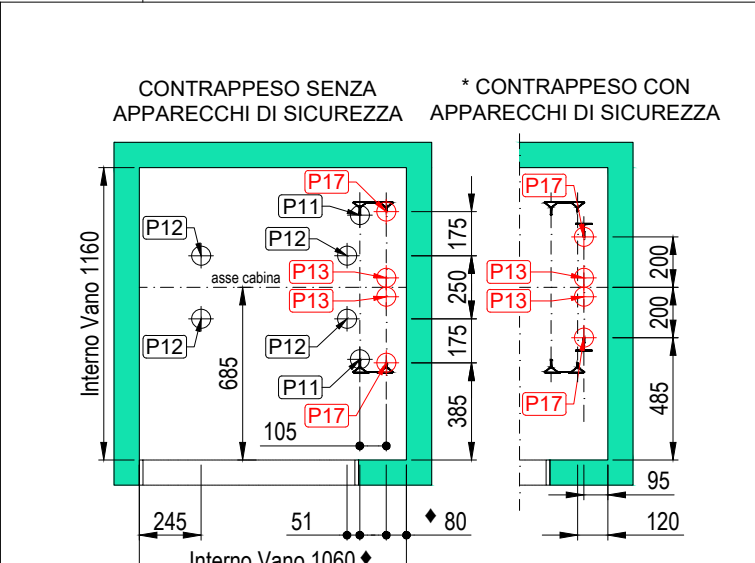 CONTRAPPESO SENZA
APPARECCHI DI SICUREZZA
* CONTRAPPESO CON
APPARECCHI DI SICUREZZA
P17
P11
P12
P12
P13
asse cabina
P13
P12
P12
P11
P17
Interno Vano 1160
685
175
250
175
385
105
245
51
♦ 80
Interno Vano 1060 ♦
P17
P13
P17
200
200
485
95
120